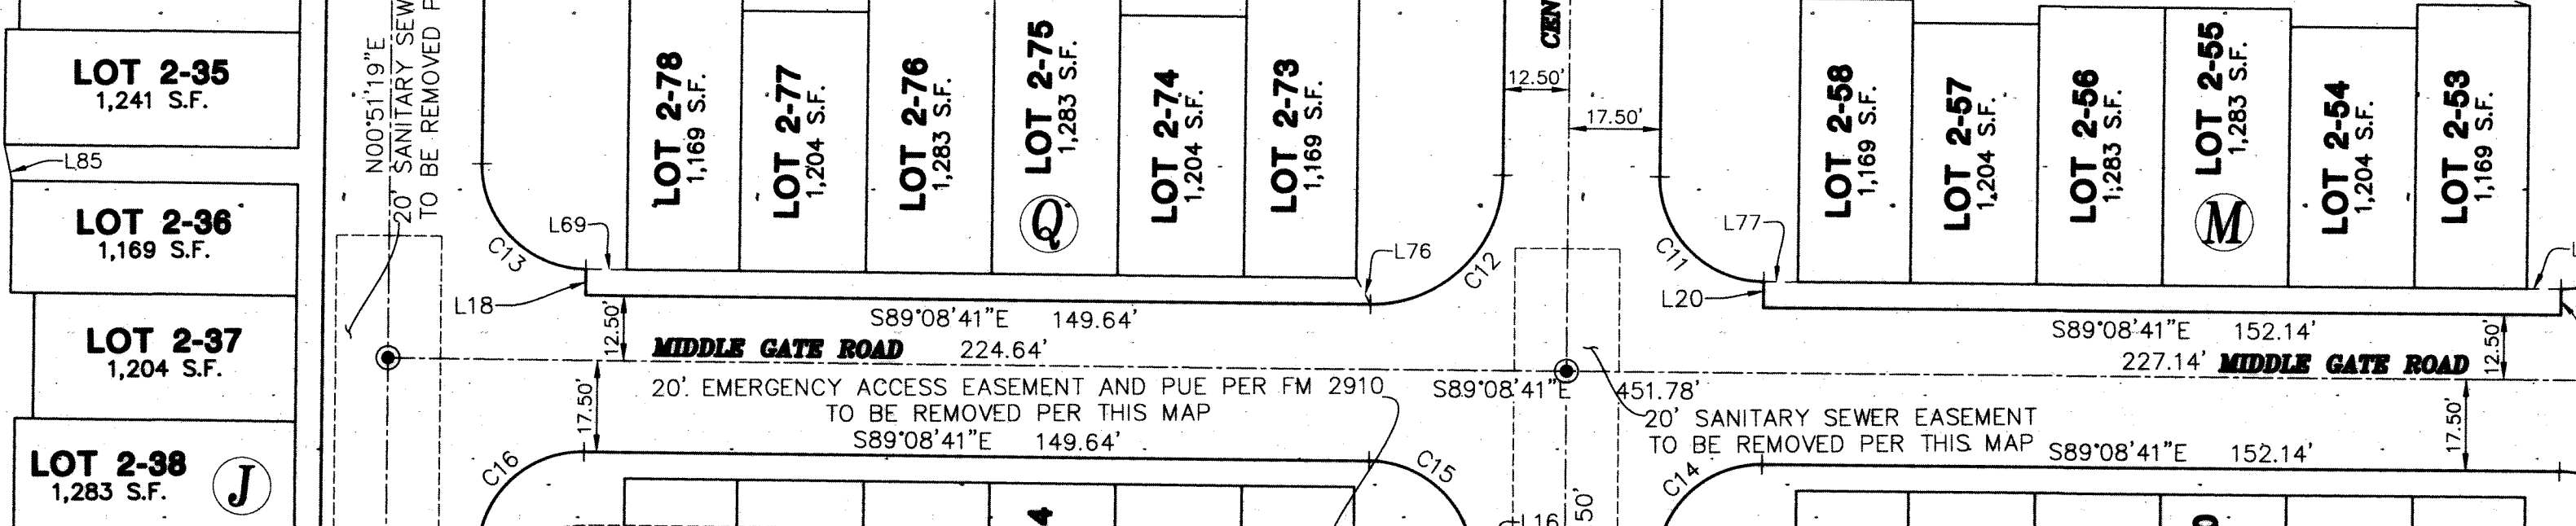 LOT 2-35
1,241 S.F.
L85
LOT 2-36
1,169 S.F.
LOT 2-37
1,204 S.F.
LOT 2-38
1,283 S.F.
J
N00°51'19"E
20' SANITARY SEW
TO BE REMOVED P
LOT 2-78
1,169 S.F.
LOT 2-77
1,204 S.F.
LOT 2-76
1,283 S.F.
LOT 2-75
1,283 S.F.
Q
LOT 2-74
1,204 S.F.
LOT 2-73
1,169 S.F.
C13
L69
L18
L76
C12
S89°08'41"E 149.64'
12.50'
MIDDLE GATE ROAD 224.64'
20' EMERGENCY ACCESS EASEMENT AND PUE PER FM 2910
TO BE REMOVED PER THIS MAP
17.50'
S89°08'41"E 149.64'
C16
C15
4
CEN
12.50'
17.50'
S89°08'41"E 451.78'
20' SANITARY SEWER EASEMENT
TO BE REMOVED PER THIS MAP
L16
50'
C11
L77
L20
LOT 2-58
1,169 S.F.
LOT 2-57
1,204 S.F.
LOT 2-56
1,283 S.F.
LOT 2-55
1,283 S.F.
M
LOT 2-54
1,204 S.F.
LOT 2-53
1,169 S.F.
S89°08'41"E 152.14'
12.50'
227.14' MIDDLE GATE ROAD
17.50'
S89°08'41"E 152.14'
C14